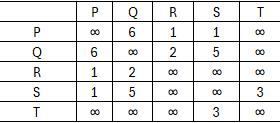 P Q R S T
P ∞ 6 1 1 ∞
Q 6 ∞ 2 5 ∞
R 1 2 ∞ ∞ ∞
S 1 5 ∞ ∞ 3
T ∞ ∞ ∞ 3 ∞